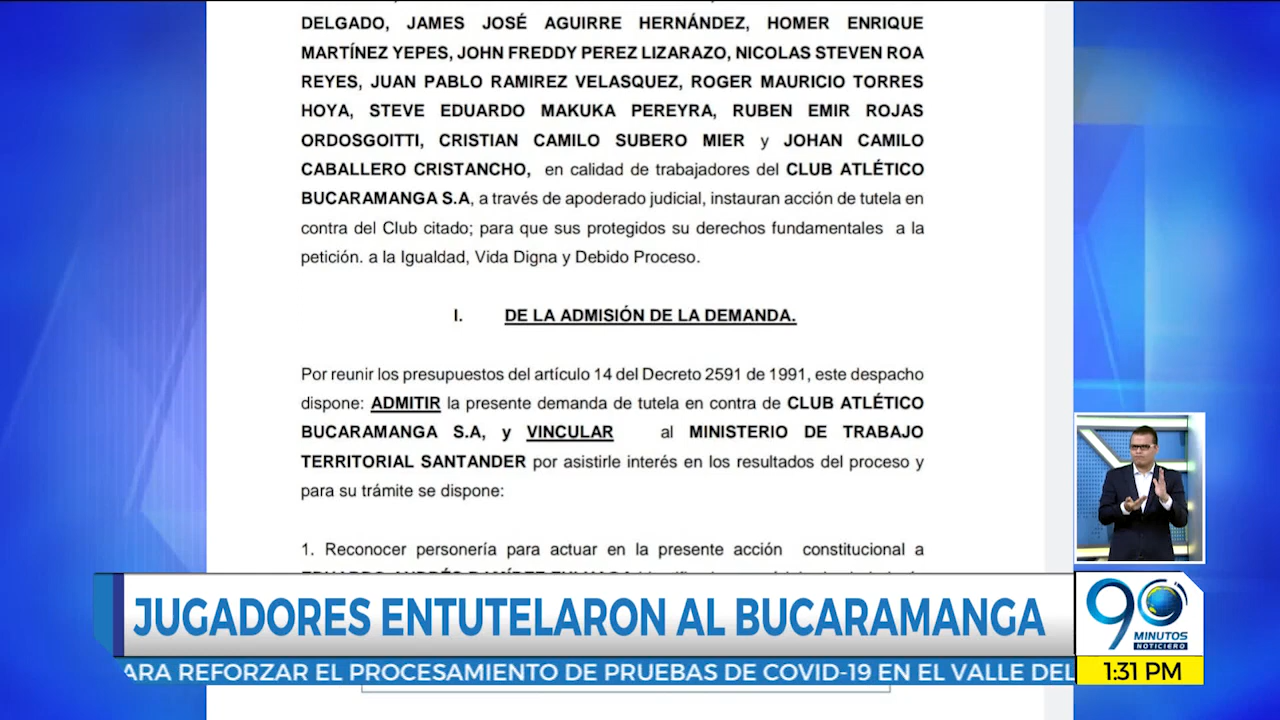 DELGADO, JAMES JOSÉ AGUIRRE HERNÁNDEZ, HOMER ENRIQUE
MARTÍNEZ YEPES, JOHN FREDDY PEREZ LIZARAZO, NICOLAS STEVEN ROA
REYES, JUAN PABLO RAMIREZ VELASQUEZ, ROGER MAURICIO TORRES
HOYA, STEVE EDUARDO MAKUKA PEREYRA, RUBEN EMIR ROJAS
ORDOSGOITTI, CRISTIAN CAMILO SUBERO MIER y JOHAN CAMILO
CABALLERO CRISTANCHO, en calidad de trabajadores del CLUB ATLÉTICO
BUCARAMANGA S.A, a través de apoderado judicial, instauran acción de tutela en
contra del Club citado; para que sus protegidos su derechos fundamentales a la
petición. a la Igualdad, Vida Digna y Debido Proceso.
I. DE LA ADMISIÓN DE LA DEMANDA.
Por reunir los presupuestos del artículo 14 del Decreto 2591 de 1991, este despacho
dispone: ADMITIR la presente demanda de tutela en contra de CLUB ATLÉTICO
BUCARAMANGA S.A, y VINCULAR al MINISTERIO DE TRABAJO
TERRITORIAL SANTANDER por asistirle interés en los resultados del proceso y
para su trámite se dispone:
1. Reconocer personería para actuar en la presente acción constitucional a
JUGADORES ENTUTELARON AL BUCARAMANGA
90
MINUTOS
NOTICIERO
ARA REFORZAR EL PROCESAMIENTO DE PRUEBAS DE COVID-19 EN EL VALLE DEL
1:31 PM